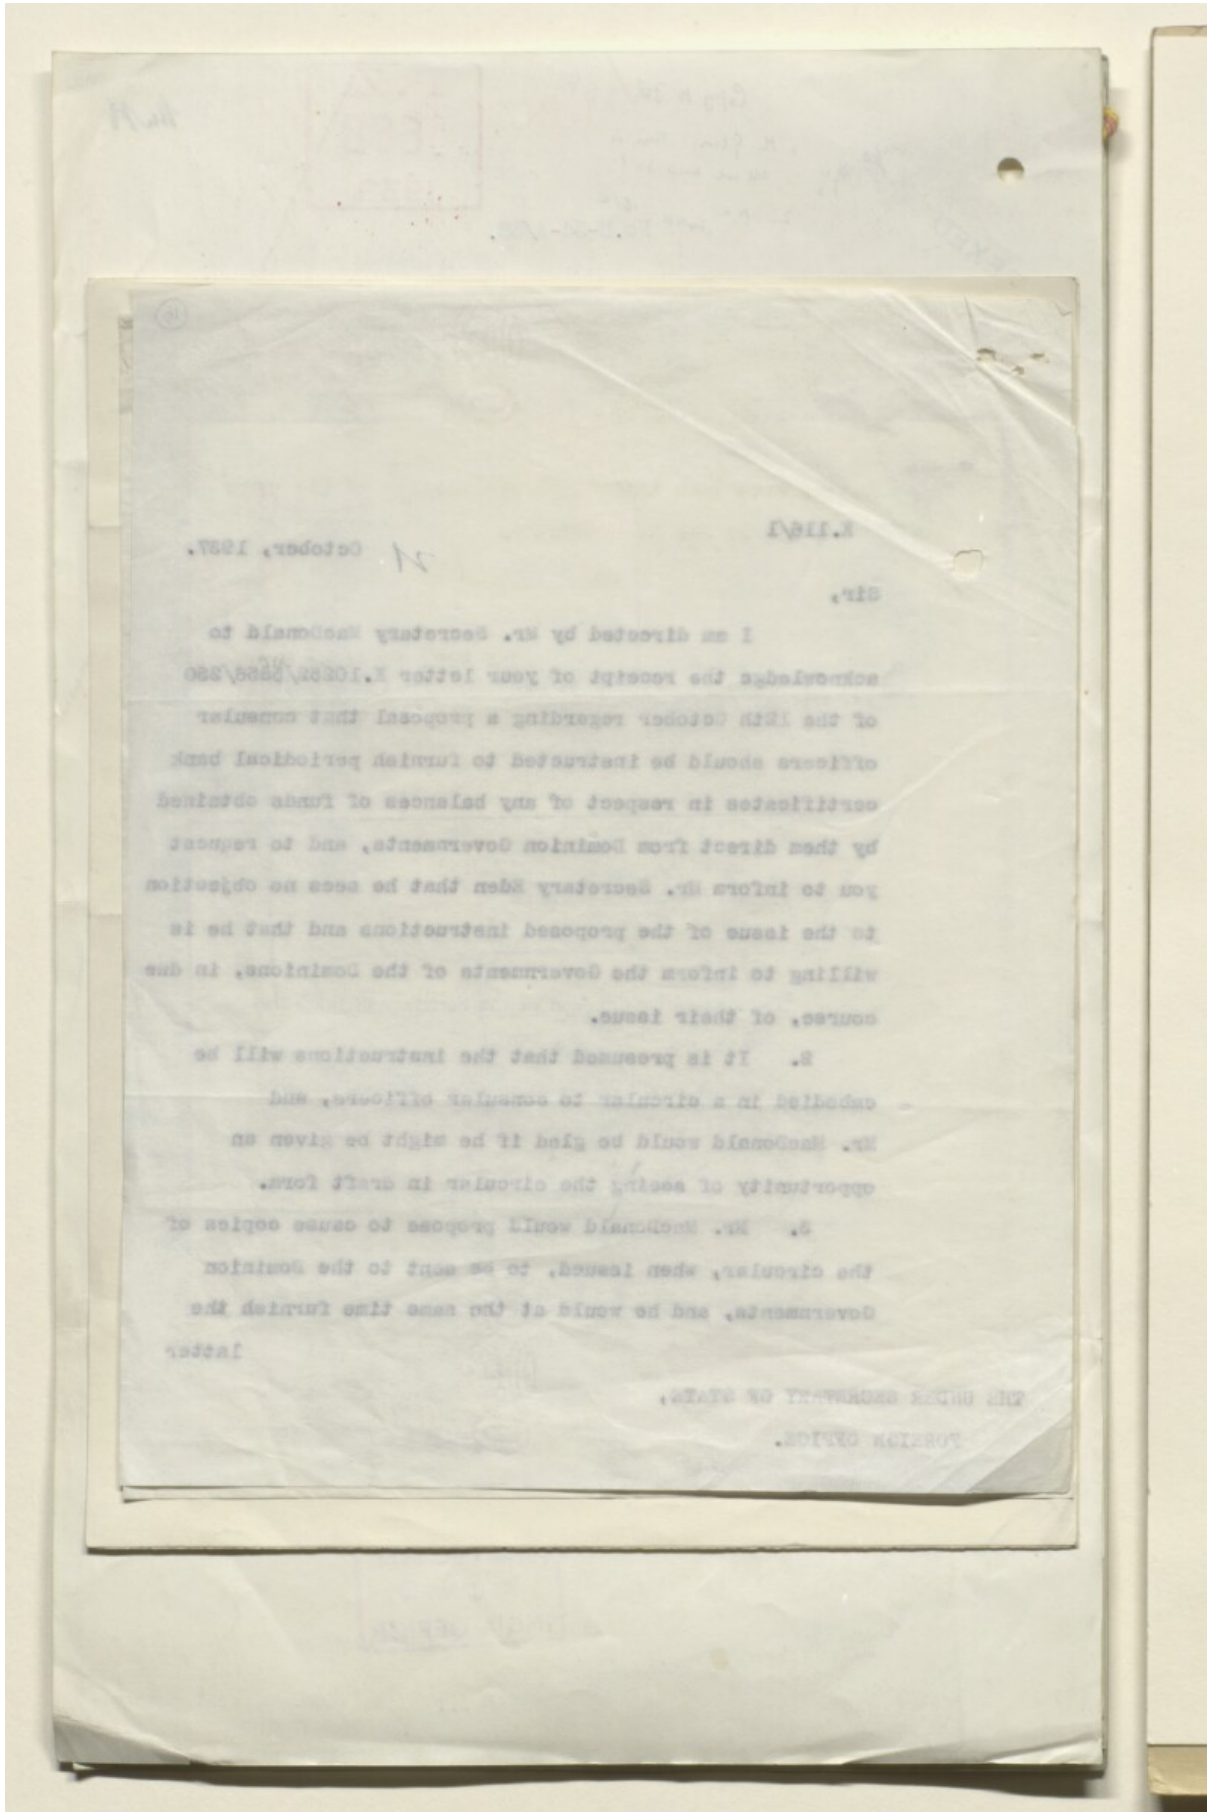 K.116/1
21 October, 1937.
Sir,
I am directed by Mr. Secretary MacDonald to
acknowledge the receipt of your letter K.10252/5856/250
of the 12th October regarding a proposal that consular
officers should be instructed to furnish periodical bank
certificates in respect of any balances of funds obtained
by them direct from Dominion Governments, and to request
you to inform Mr. Secretary Eden that he sees no objection
to the issue of the proposed instructions and that he is
willing to inform the Governments of the Dominions, in due
course, of their issue.
2. It is presumed that the instructions will be
embodied in a circular to consular officers, and
Mr. MacDonald would be glad if he might be given an
opportunity of seeing the circular in draft form.
3. Mr. MacDonald would propose to cause copies of
the circular, when issued, to be sent to the Dominion
Governments, and he would at the same time furnish the
latter
THE UNDER SECRETARY OF STATE,
FOREIGN OFFICE.